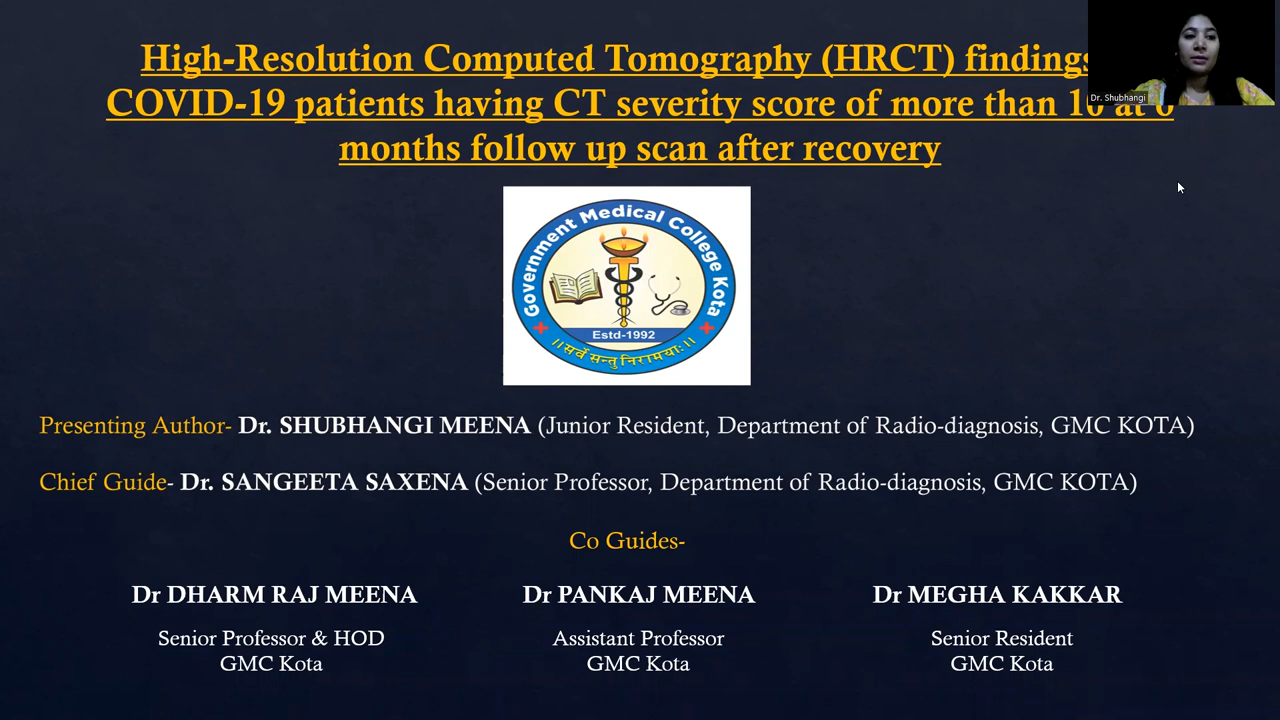 High-Resolution Computed Tomography (HRCT) findings
COVID-19 patients having CT severity score of more than 10 at 6
months follow up scan after recovery
Dr. Shubhangi
Government Medical College Kota
Estd-1992
।।सर्वे सन्तु निरामयाः।।
Presenting Author- Dr. SHUBHANGI MEENA (Junior Resident, Department of Radio-diagnosis, GMC KOTA)
Chief Guide- Dr. SANGEETA SAXENA (Senior Professor, Department of Radio-diagnosis, GMC KOTA)
Co Guides-
Dr DHARM RAJ MEENA
Dr PANKAJ MEENA
Dr MEGHA KAKKAR
Senior Professor & HOD
GMC Kota
Assistant Professor
GMC Kota
Senior Resident
GMC Kota